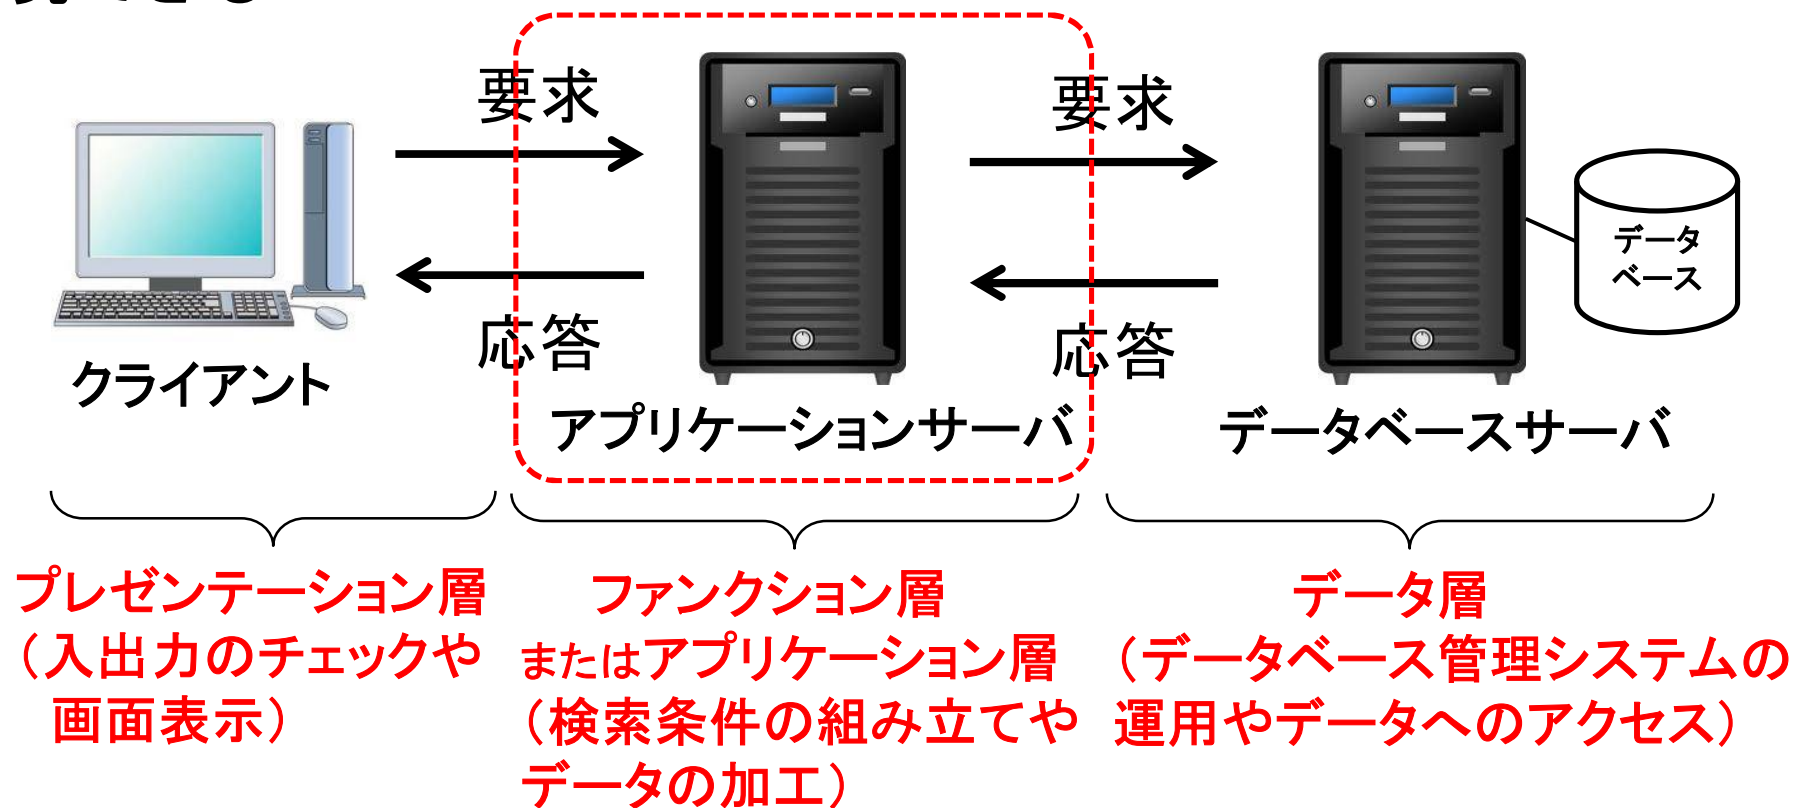 要求
要求
データ
ベース
応答
応答
クライアント
アプリケーションサーバ
データベースサーバ
プレゼンテーション層
（入出力のチェックや
画面表示）
ファンクション層
またはアプリケーション層
（検索条件の組み立てや
データの加工）
データ層
（データベース管理システムの
運用やデータへのアクセス）